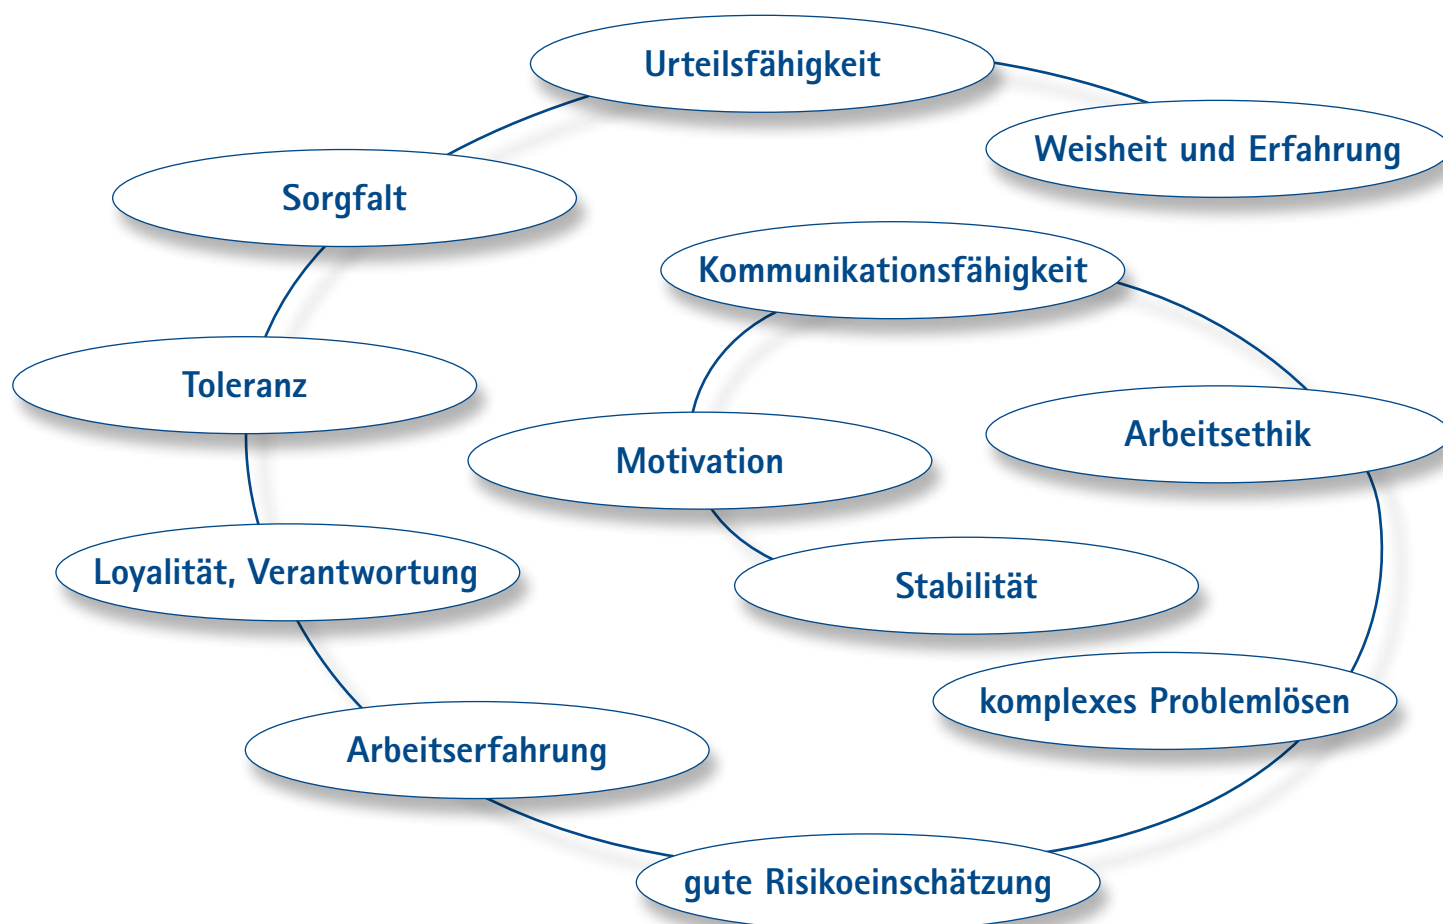 Urteilsfähigkeit
Weisheit und Erfahrung
Sorgfalt
Kommunikationsfähigkeit
Toleranz
Arbeitsethik
Motivation
Loyalität, Verantwortung
Stabilität
komplexes Problemlösen
Arbeitserfahrung
gute Risikoeinschätzung